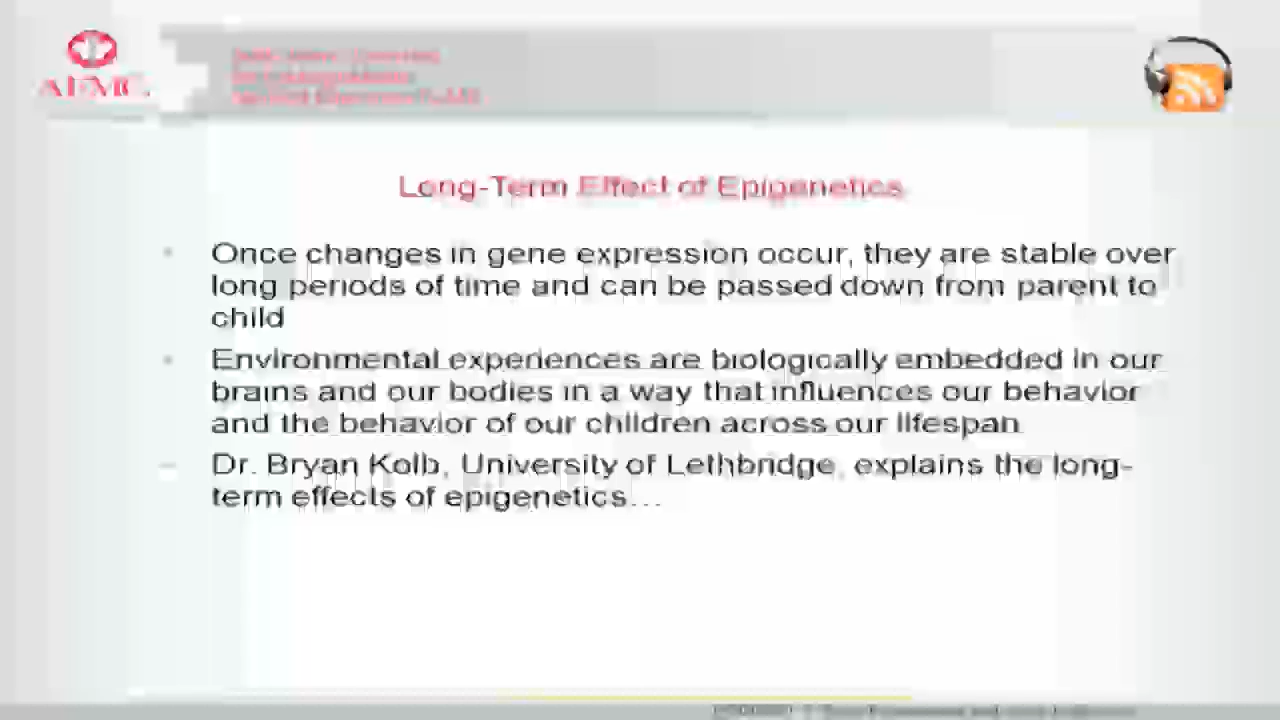 AFMC
Long-Term Effect of Epigenetics
Once changes in gene expression occur, they are stable over
long periods of time and can be passed down from parent to
child
Environmental experiences are biologically embedded in our
brains and our bodies in a way that influences our behavior
and the behavior of our children across our lifespan
Dr. Bryan Kolb, University of Lethbridge, explains the long-
term effects of epigenetics...